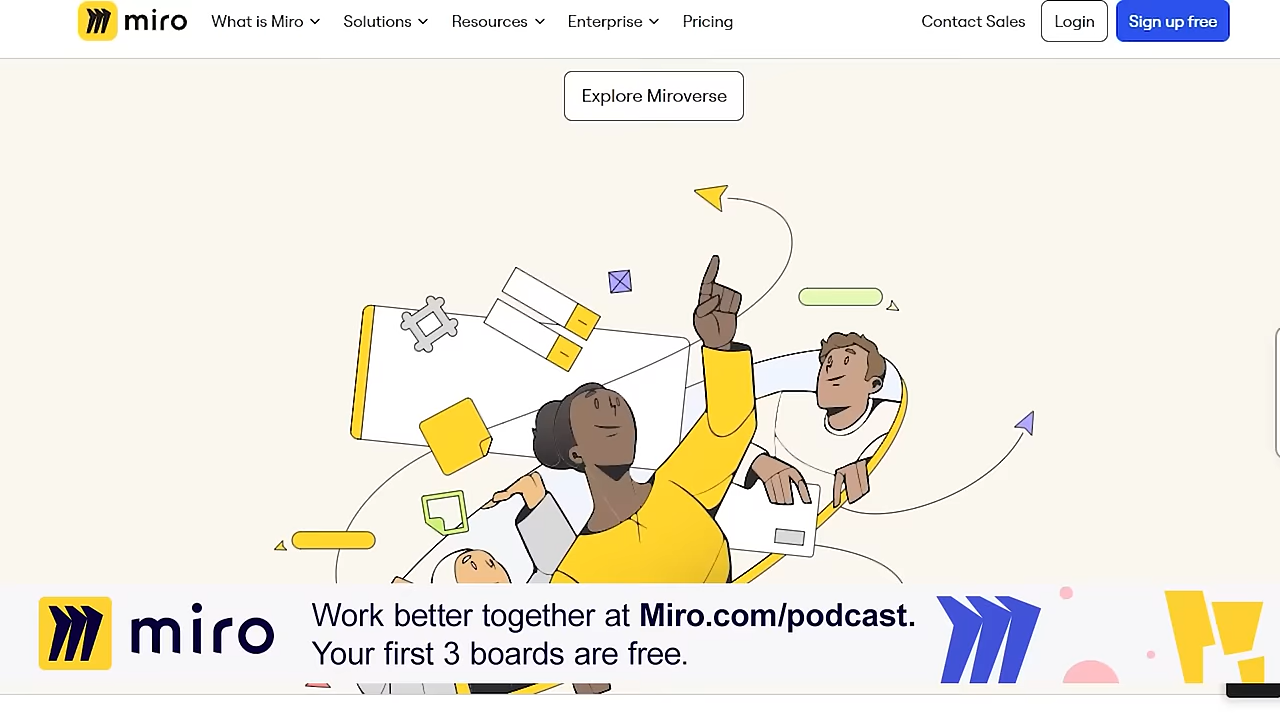 miro What is Miro Solutions Resources Enterprise Pricing Contact Sales Login Sign up free
Explore Miroverse
miro
Work better together at Miro.com/podcast.
Your first 3 boards are free.